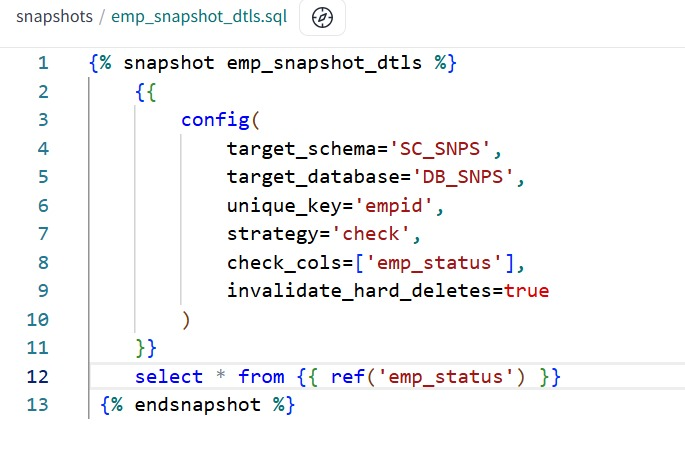 snapshots / emp_snapshot_dtls.sql
1 {% snapshot emp_snapshot_dtls %}
2 {{
3 config(
4 target_schema='SC_SNPS',
5 target_database='DB_SNPS',
6 unique_key='empid',
7 strategy='check',
8 check_cols=['emp_status'],
9 invalidate_hard_deletes=true
10 )
11 }}
12 select * from {{ ref('emp_status') }}
13 {% endsnapshot %}